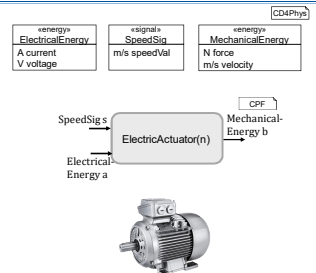 CD4Phys
«energy»
ElectricalEnergy
A current
V voltage
«signal»
SpeedSig
m/s speedVal
«energy»
MechanicalEnergy
N force
m/s velocity
CPF
SpeedSig s
ElectricActuator(n)
Mechanical-
Energy b
Electrical-
Energy a